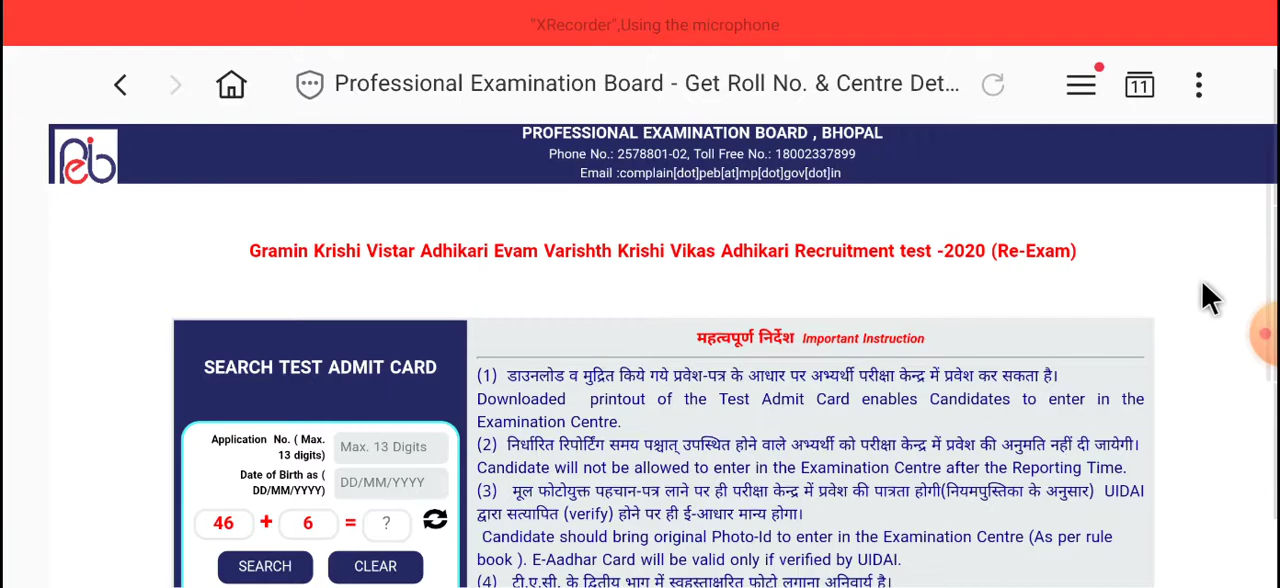 "XRecorder",Using the microphone
Professional Examination Board - Get Roll No. & Centre Det...
11
peb
PROFESSIONAL EXAMINATION BOARD , BHOPAL
Phone No.: 2578801-02, Toll Free No.: 18002337899
Email :complain[dot]peb[at]mp[dot]gov[dot]in
Gramin Krishi Vistar Adhikari Evam Varishth Krishi Vikas Adhikari Recruitment test -2020 (Re-Exam)
SEARCH TEST ADMIT CARD
Application No. ( Max.
13 digits)
Max. 13 Digits
Date of Birth as (
DD/MM/YYYY)
DD/MM/YYYY
46 + 6 = ?
SEARCH CLEAR
महत्वपूर्ण निर्देश Important Instruction
(1) डाउनलोड व मुद्रित किये गये प्रवेश-पत्र के आधार पर अभ्यर्थी परीक्षा केन्द्र में प्रवेश कर सकता है।
Downloaded printout of the Test Admit Card enables Candidates to enter in the
Examination Centre.
(2) निर्धारित रिपोर्टिंग समय पश्चात् उपस्थित होने वाले अभ्यर्थी को परीक्षा केन्द्र में प्रवेश की अनुमति नहीं दी जायेगी।
Candidate will not be allowed to enter in the Examination Centre after the Reporting Time.
(3) मूल फोटोयुक्त पहचान-पत्र लाने पर ही परीक्षा केन्द्र में प्रवेश की पात्रता होगी(नियमपुस्तिका के अनुसार) UIDAI
द्वारा सत्यापित (verify) होने पर ही ई-आधार मान्य होगा।
Candidate should bring original Photo-Id to enter in the Examination Centre (As per rule
book ). E-Aadhar Card will be valid only if verified by UIDAI.
(4) टी.ए.सी. के द्वितीय भाग में स्वहस्ताक्षरित फोटो लगाना अनिवार्य है।